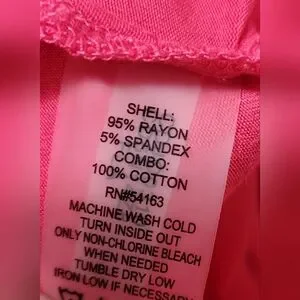 SHELL:
95% RAYON
5% SPANDEX
COMBO:
100% COTTON
RN#54163
MACHINE WASH COLD
TURN INSIDE OUT
ONLY NON-CHLORINE BLEACH
WHEN NEEDED
TUMBLE DRY LOW
IRON LOW IF NECESSARY